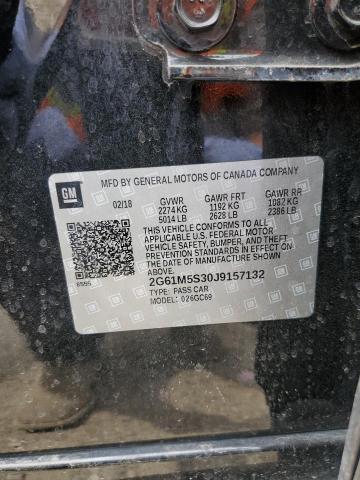 GM
MFD BY GENERAL MOTORS OF CANADA COMPANY
02/18 GVWR GAWR FRT GAWR RR
2274 KG 1192 KG 1082 KG
5014 LB 2628 LB 2386 LB
THIS VEHICLE CONFORMS TO ALL
APPLICABLE U.S. FEDERAL MOTOR
VEHICLE SAFETY, BUMPER, AND THEFT
PREVENTION STANDARDS IN EFFECT
ON THE DATE OF MANUFACTURE
SHOWN ABOVE.
2G61M5S30J9157132
TYPE: PASS CAR
MODEL: 026GC69